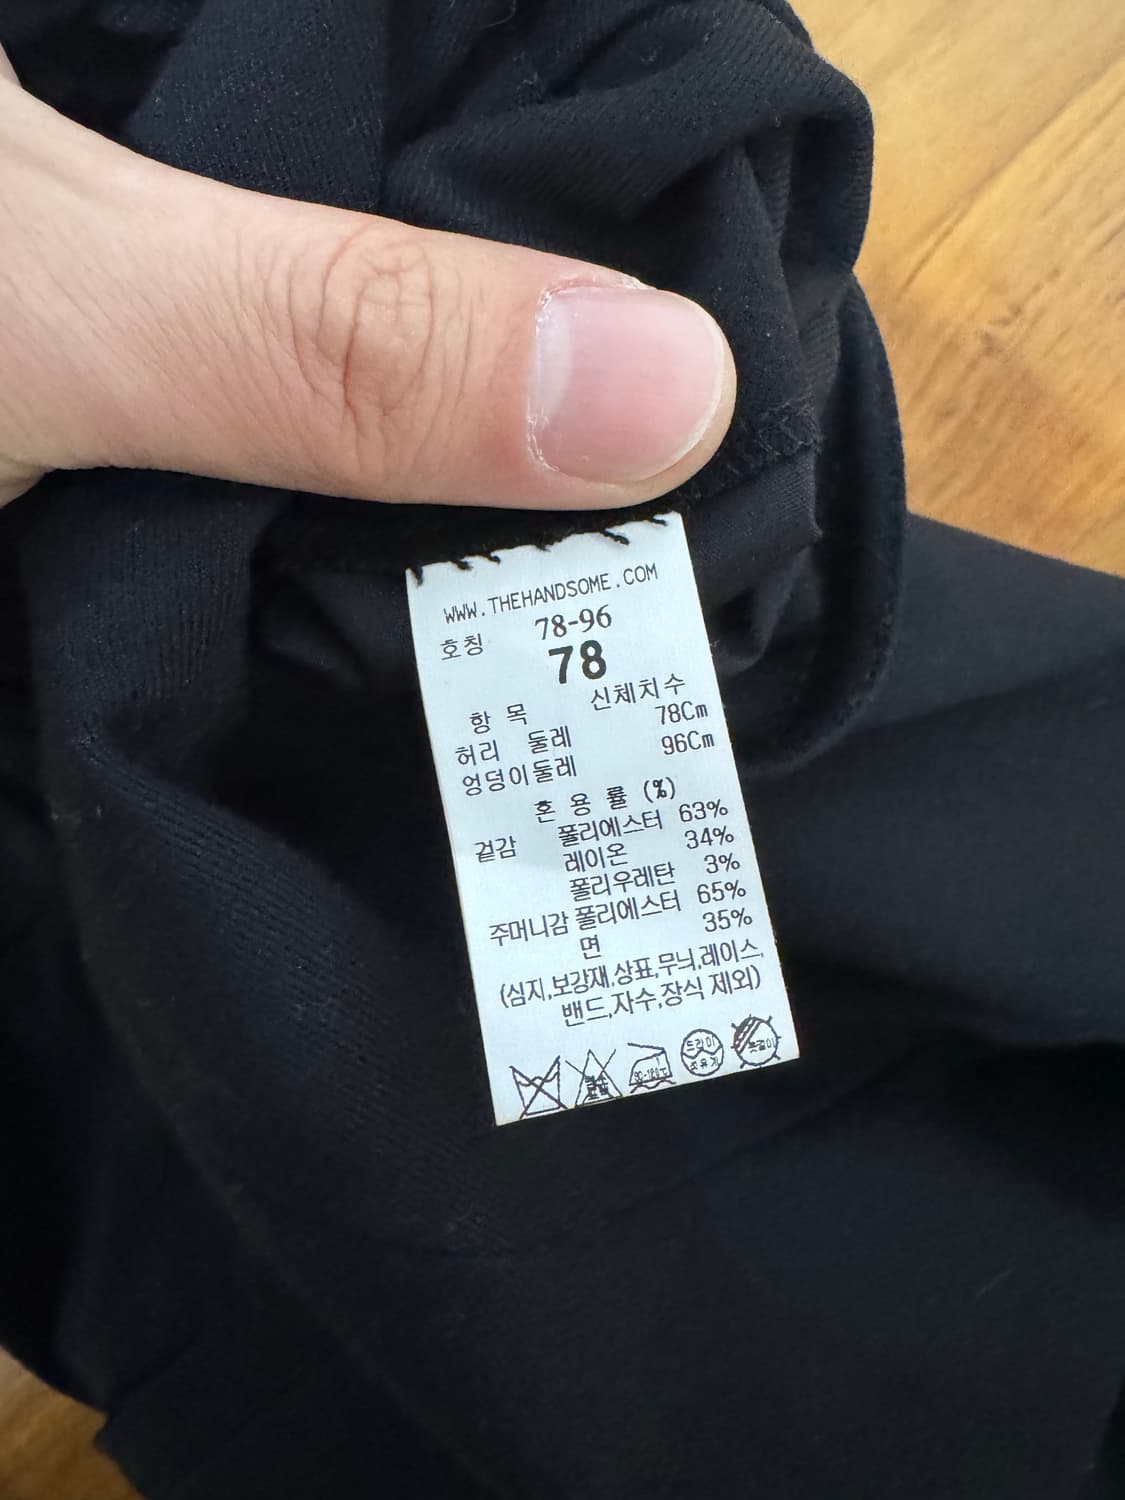 WWW.THEHANDSOME.COM
호칭 78-96
78
항 목 신체치수
허리 둘레 78Cm
엉덩이둘레 96Cm
혼 용 률 (%)
겉감 폴리에스터 63%
레이온 34%
폴리우레탄 3%
주머니감 폴리에스터 65%
면 35%
(심지,보강재,상표,무늬,레이스,
밴드,자수,장식 제외)
드라이